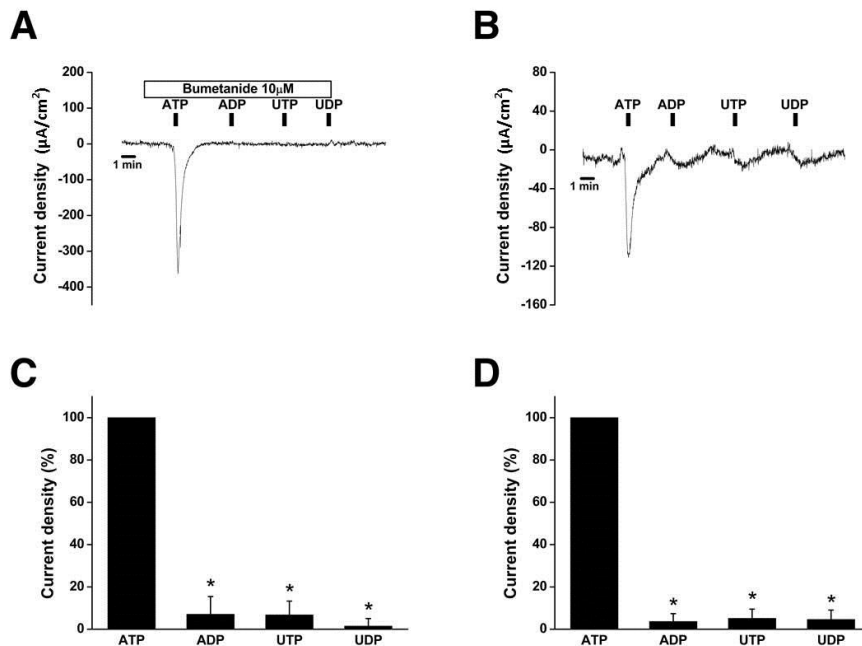 A
Current density (μA/cm²)
200
100
0
-100
-200
-300
-400
Bumetanide 10μM
ATP ADP UTP UDP
1 min
B
Current density (μA/cm²)
80
40
0
-40
-80
-120
-160
ATP ADP UTP UDP
1 min
C
Current density (%)
100
80
60
40
20
0
* * *
ATP ADP UTP UDP
D
Current density (%)
100
80
60
40
20
0
* * *
ATP ADP UTP UDP